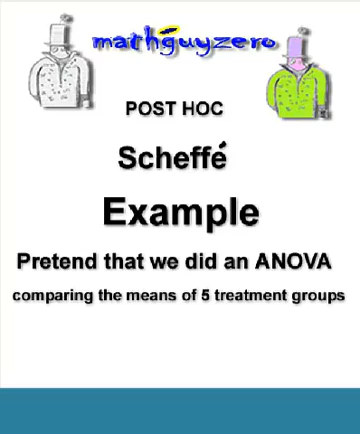 mathguyzero
POST HOC
Scheffé
Example
Pretend that we did an ANOVA
comparing the means of 5 treatment groups